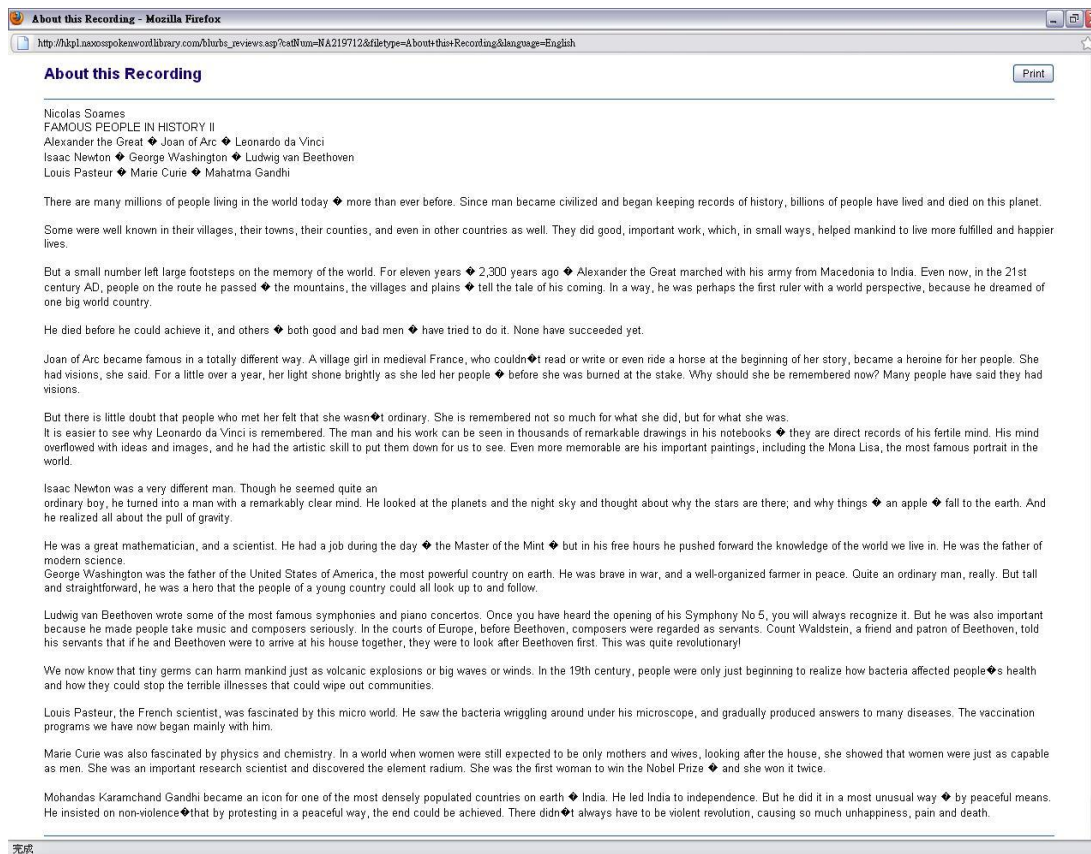 About this Recording - Mozilla Firefox
http://hkpl.naxosspokenwordlibrary.com/blurbs_reviews.asp?catNum=NA219712&filetype=About+this+Recording&language=English
About this Recording
Print
Nicolas Soames
FAMOUS PEOPLE IN HISTORY II
Alexander the Great � Joan of Arc � Leonardo da Vinci
Isaac Newton � George Washington � Ludwig van Beethoven
Louis Pasteur � Marie Curie � Mahatma Gandhi
There are many millions of people living in the world today � more than ever before. Since man became civilized and began keeping records of history, billions of people have lived and died on this planet.
Some were well known in their villages, their towns, their counties, and even in other countries as well. They did good, important work, which, in small ways, helped mankind to live more fulfilled and happier
lives.
But a small number left large footsteps on the memory of the world. For eleven years � 2,300 years ago � Alexander the Great marched with his army from Macedonia to India. Even now, in the 21st
century AD, people on the route he passed � the mountains, the villages and plains � tell the tale of his coming. In a way, he was perhaps the first ruler with a world perspective, because he dreamed of
one big world country.
He died before he could achieve it, and others � both good and bad men � have tried to do it. None have succeeded yet.
Joan of Arc became famous in a totally different way. A village girl in medieval France, who couldn�t read or write or even ride a horse at the beginning of her story, became a heroine for her people. She
had visions, she said. For a little over a year, her light shone brightly as she led her people � before she was burned at the stake. Why should she be remembered now? Many people have said they had
visions.
But there is little doubt that people who met her felt that she wasn�t ordinary. She is remembered not so much for what she did, but for what she was.
It is easier to see why Leonardo da Vinci is remembered. The man and his work can be seen in thousands of remarkable drawings in his notebooks � they are direct records of his fertile mind. His mind
overflowed with ideas and images, and he had the artistic skill to put them down for us to see. Even more memorable are his important paintings, including the Mona Lisa, the most famous portrait in the
world.
Isaac Newton was a very different man. Though he seemed quite an
ordinary boy, he turned into a man with a remarkably clear mind. He looked at the planets and the night sky and thought about why the stars are there; and why things � an apple � fall to the earth. And
he realized all about the pull of gravity.
He was a great mathematician, and a scientist. He had a job during the day � the Master of the Mint � but in his free hours he pushed forward the knowledge of the world we live in. He was the father of
modern science.
George Washington was the father of the United States of America, the most powerful country on earth. He was brave in war, and a well-organized farmer in peace. Quite an ordinary man, really. But tall
and straightforward, he was a hero that the people of a young country could all look up to and follow.
Ludwig van Beethoven wrote some of the most famous symphonies and piano concertos. Once you have heard the opening of his Symphony No 5, you will always recognize it. But he was also important
because he made people take music and composers seriously. In the courts of Europe, before Beethoven, composers were regarded as servants. Count Waldstein, a friend and patron of Beethoven, told
his servants that if he and Beethoven were to arrive at his house together, they were to look after Beethoven first. This was quite revolutionary!
We now know that tiny germs can harm mankind just as volcanic explosions or big waves or winds. In the 19th century, people were only just beginning to realize how bacteria affected people�s health
and how they could stop the terrible illnesses that could wipe out communities.
Louis Pasteur, the French scientist, was fascinated by this micro world. He saw the bacteria wriggling around under his microscope, and gradually produced answers to many diseases. The vaccination
programs we have now began mainly with him.
Marie Curie was also fascinated by physics and chemistry. In a world when women were still expected to be only mothers and wives, looking after the house, she showed that women were just as capable
as men. She was an important research scientist and discovered the element radium. She was the first woman to win the Nobel Prize � and she won it twice.
Mohandas Karamchand Gandhi became an icon for one of the most densely populated countries on earth � India. He led India to independence. But he did it in a most unusual way � by peaceful means.
He insisted on non-violence�that by protesting in a peaceful way, the end could be achieved. There didn�t always have to be violent revolution, causing so much unhappiness, pain and death.
完成